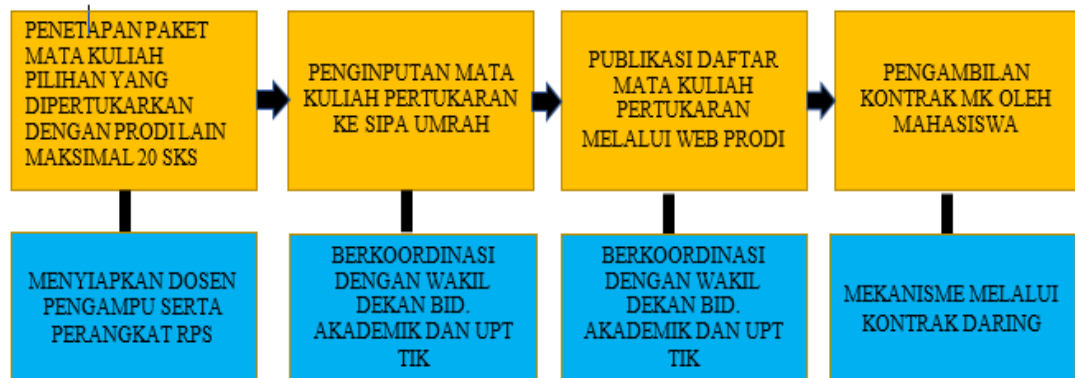 PENETAPAN PAKET
MATA KULIAH
PILIHAN YANG
DIPERTUKARKAN
DENGAN PRODI LAIN
MAKSIMAL 20 SKS
PENGINPUTAN MATA
KULIAH PERTUKARAN
KE SIPA UMRAH
PUBLIKASI DAFTAR
MATA KULIAH
PERTUKARAN
MELALUI WEB PRODI
PENGAMBILAN
KONTRAK MK OLEH
MAHASISWA
MENYIAPKAN DOSEN
PENGAMPU SERTA
PERANGKAT RPS
BERKOORDINASI
DENGAN WAKIL
DEKAN BID.
AKADEMIK DAN UPT
TIK
BERKOORDINASI
DENGAN WAKIL
DEKAN BID.
AKADEMIK DAN UPT
TIK
MEKANISME MELALUI
KONTRAK DARING